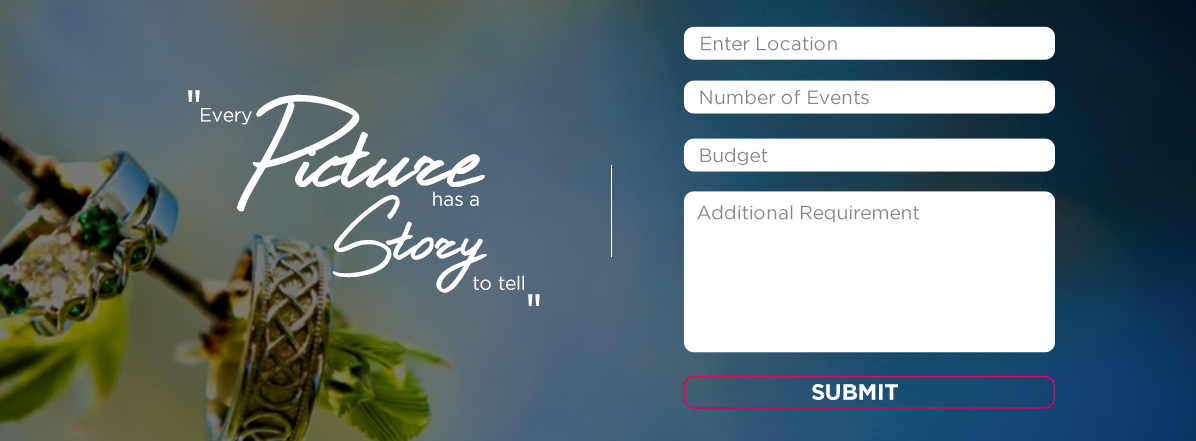 "Every
Picture
has a
Story
to tell"
Enter Location
Number of Events
Budget
Additional Requirement
SUBMIT